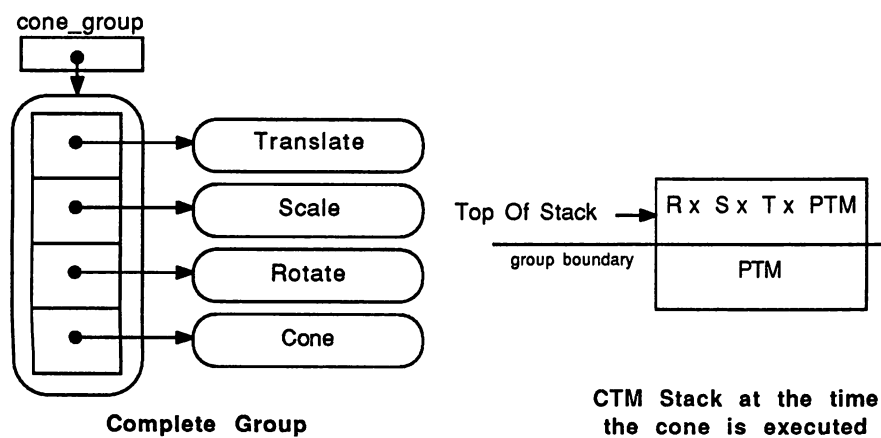 cone_group
Translate
Scale
Rotate
Cone
Complete Group
Top Of Stack
R x S x T x PTM
group boundary
PTM
CTM Stack at the time
the cone is executed